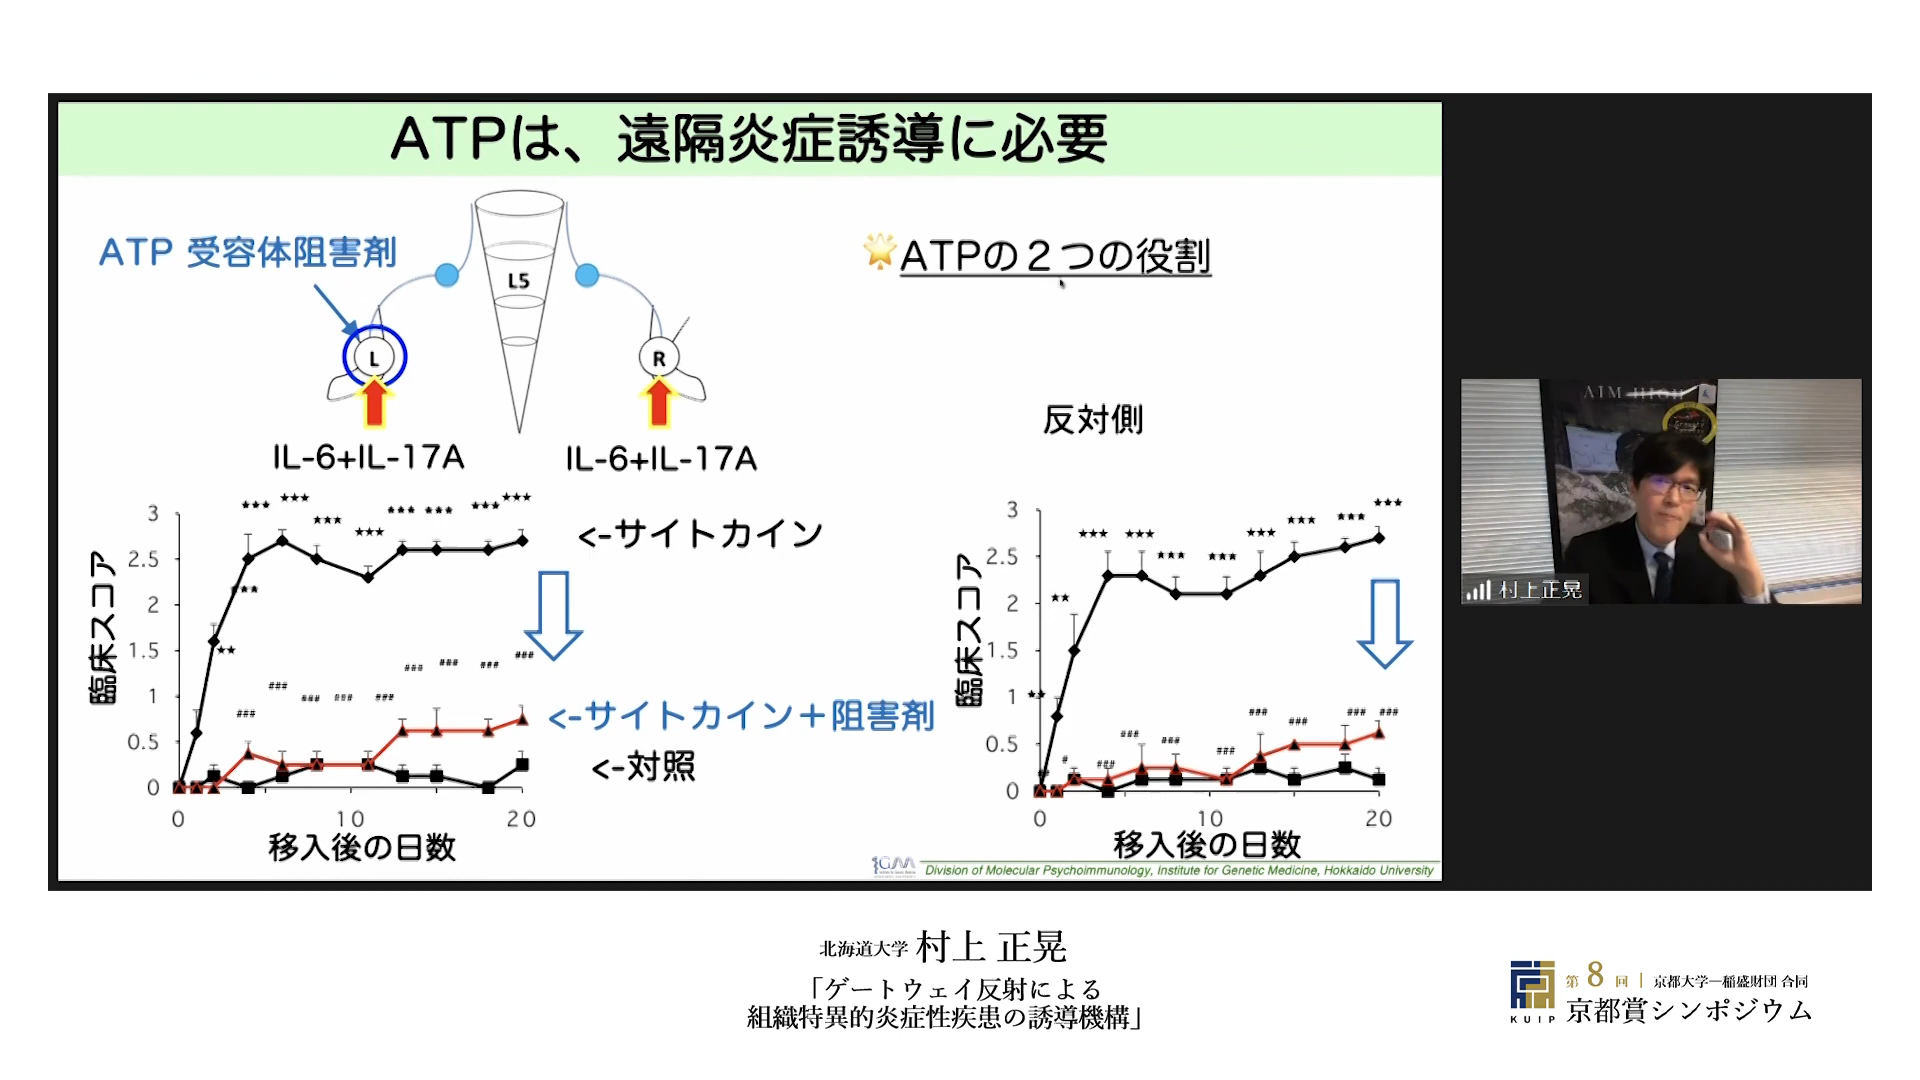 ATPは、遠隔炎症誘導に必要
ATP 受容体阻害剤
L5
L
R
IL-6+IL-17A
IL-6+IL-17A
🌟ATPの２つの役割
反対側
臨床スコア
3
2.5
2
1.5
1
0.5
0
0
10
20
移入後の日数
★★★ ★★★ ★★★ ★★★ ★★★ ★★★ ★★★ ★★★
★★★
★★
### ### ### ### ### ### ### ### ###
<-サイトカイン
<-サイトカイン＋阻害剤
<-対照
臨床スコア
3
2.5
2
1.5
1
0.5
0
0
10
20
移入後の日数
★★ ★★ ★★★ ★★★ ★★★ ★★★ ★★★ ★★★ ★★★ ★★★
# ### ### ### ### ### ### ### ###
Division of Molecular Psychoimmunology, Institute for Genetic Medicine, Hokkaido University
AIM HIGH
村上正晃
北海道大学 村上 正晃
「ゲートウェイ反射による
組織特異的炎症性疾患の誘導機構」
KUIP
第8回 | 京都大学―稲盛財団 合同
京都賞シンポジウム